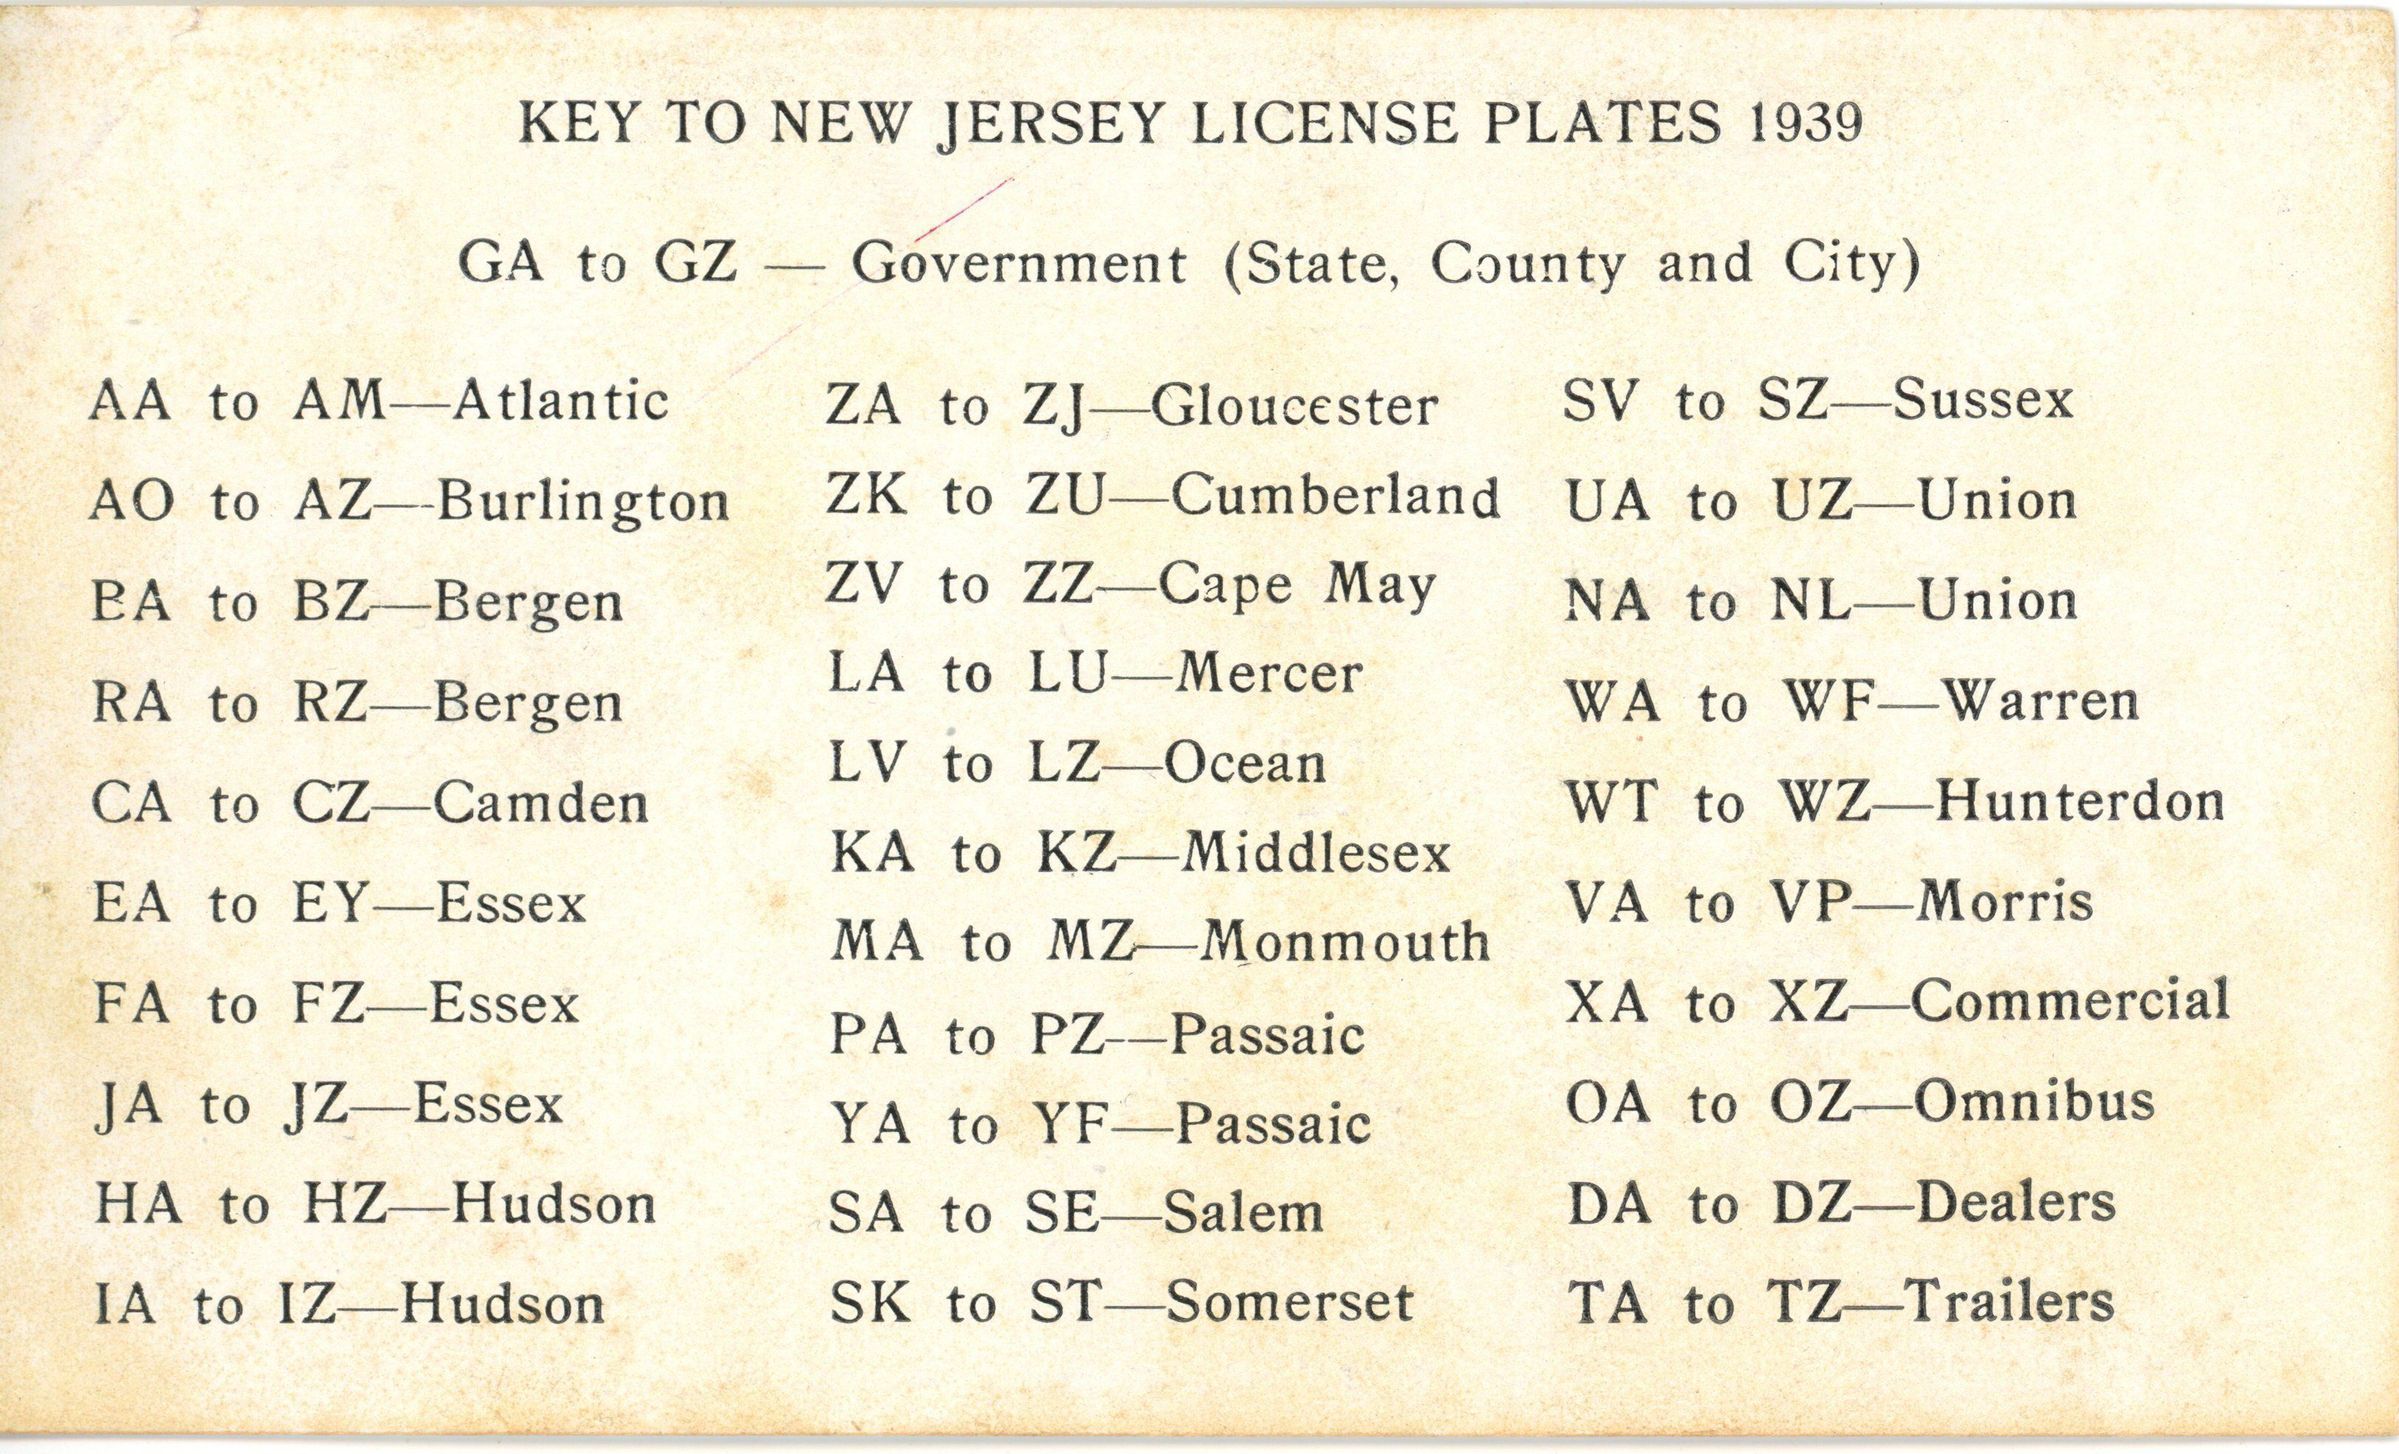 KEY TO NEW JERSEY LICENSE PLATES 1939
GA to GZ — Government (State, County and City)
AA to AM—Atlantic
AO to AZ—Burlington
BA to BZ—Bergen
RA to RZ—Bergen
CA to CZ—Camden
EA to EY—Essex
FA to FZ—Essex
JA to JZ—Essex
HA to HZ—Hudson
IA to IZ—Hudson
ZA to ZJ—Gloucester
ZK to ZU—Cumberland
ZV to ZZ—Cape May
LA to LU—Mercer
LV to LZ—Ocean
KA to KZ—Middlesex
MA to MZ—Monmouth
PA to PZ—Passaic
YA to YF—Passaic
SA to SE—Salem
SK to ST—Somerset
SV to SZ—Sussex
UA to UZ—Union
NA to NL—Union
WA to WF—Warren
WT to WZ—Hunterdon
VA to VP—Morris
XA to XZ—Commercial
OA to OZ—Omnibus
DA to DZ—Dealers
TA to TZ—Trailers